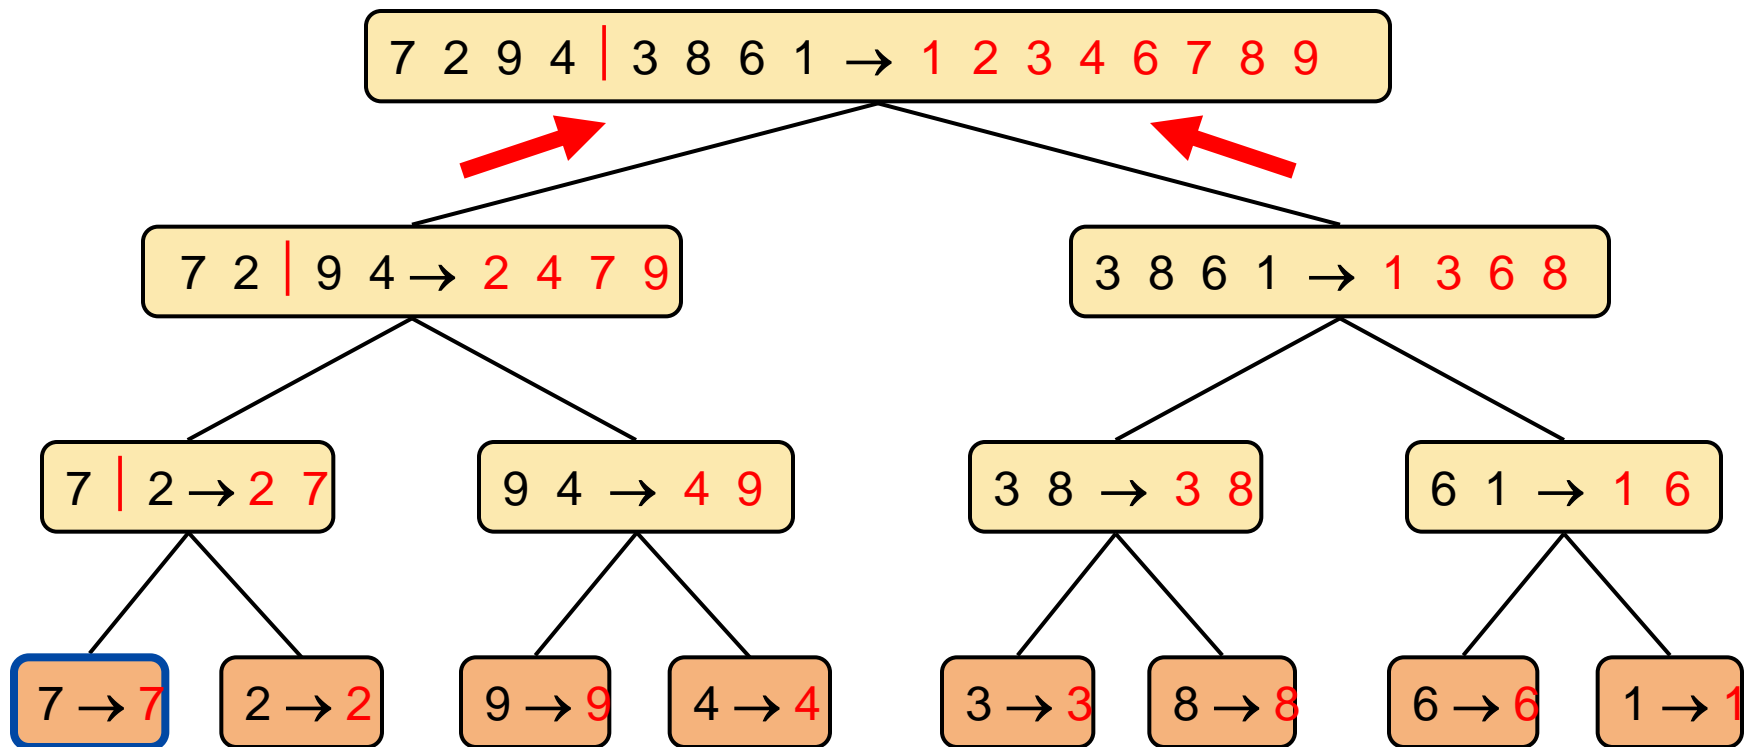 7 2 9 4 | 3 8 6 1 → 1 2 3 4 6 7 8 9
7 2 | 9 4 → 2 4 7 9
3 8 6 1 → 1 3 6 8
7 | 2 → 2 7
9 4 → 4 9
3 8 → 3 8
6 1 → 1 6
7 → 7
2 → 2
9 → 9
4 → 4
3 → 3
8 → 8
6 → 6
1 → 1